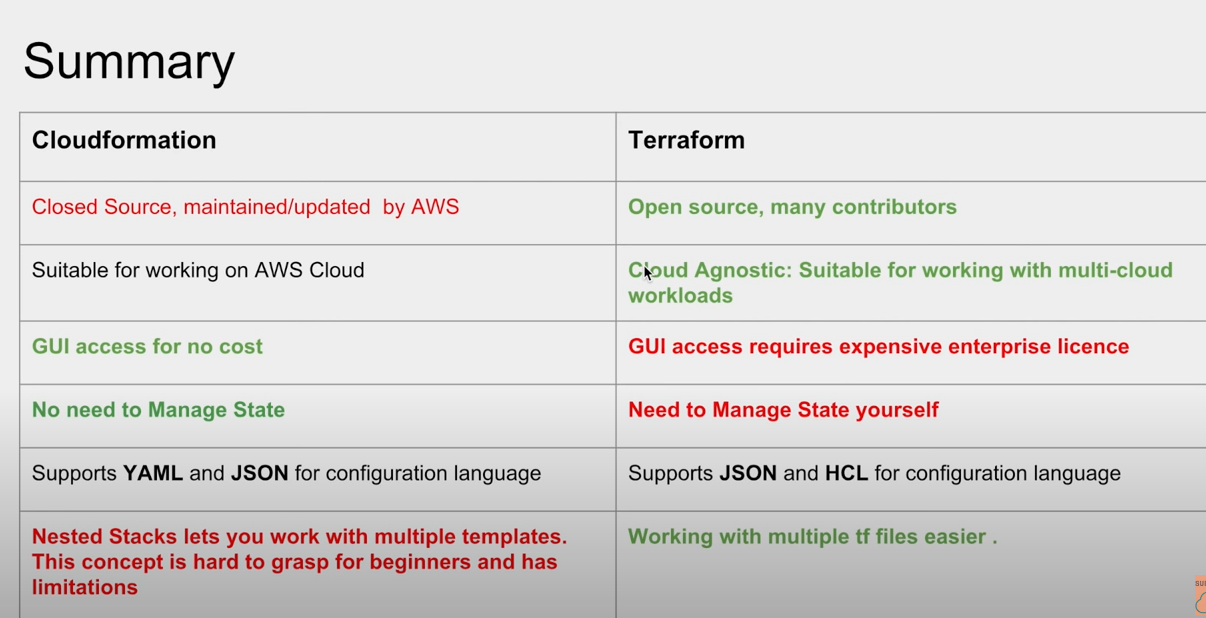 Summary
Cloudformation
Terraform
Closed Source, maintained/updated  by AWS
Open source, many contributors
Suitable for working on AWS Cloud
Cloud Agnostic: Suitable for working with multi-cloud
workloads
GUI access for no cost
GUI access requires expensive enterprise licence
No need to Manage State
Need to Manage State yourself
Supports YAML and JSON for configuration language
Supports JSON and HCL for configuration language
Nested Stacks lets you work with multiple templates.
This concept is hard to grasp for beginners and has
limitations
Working with multiple tf files easier .